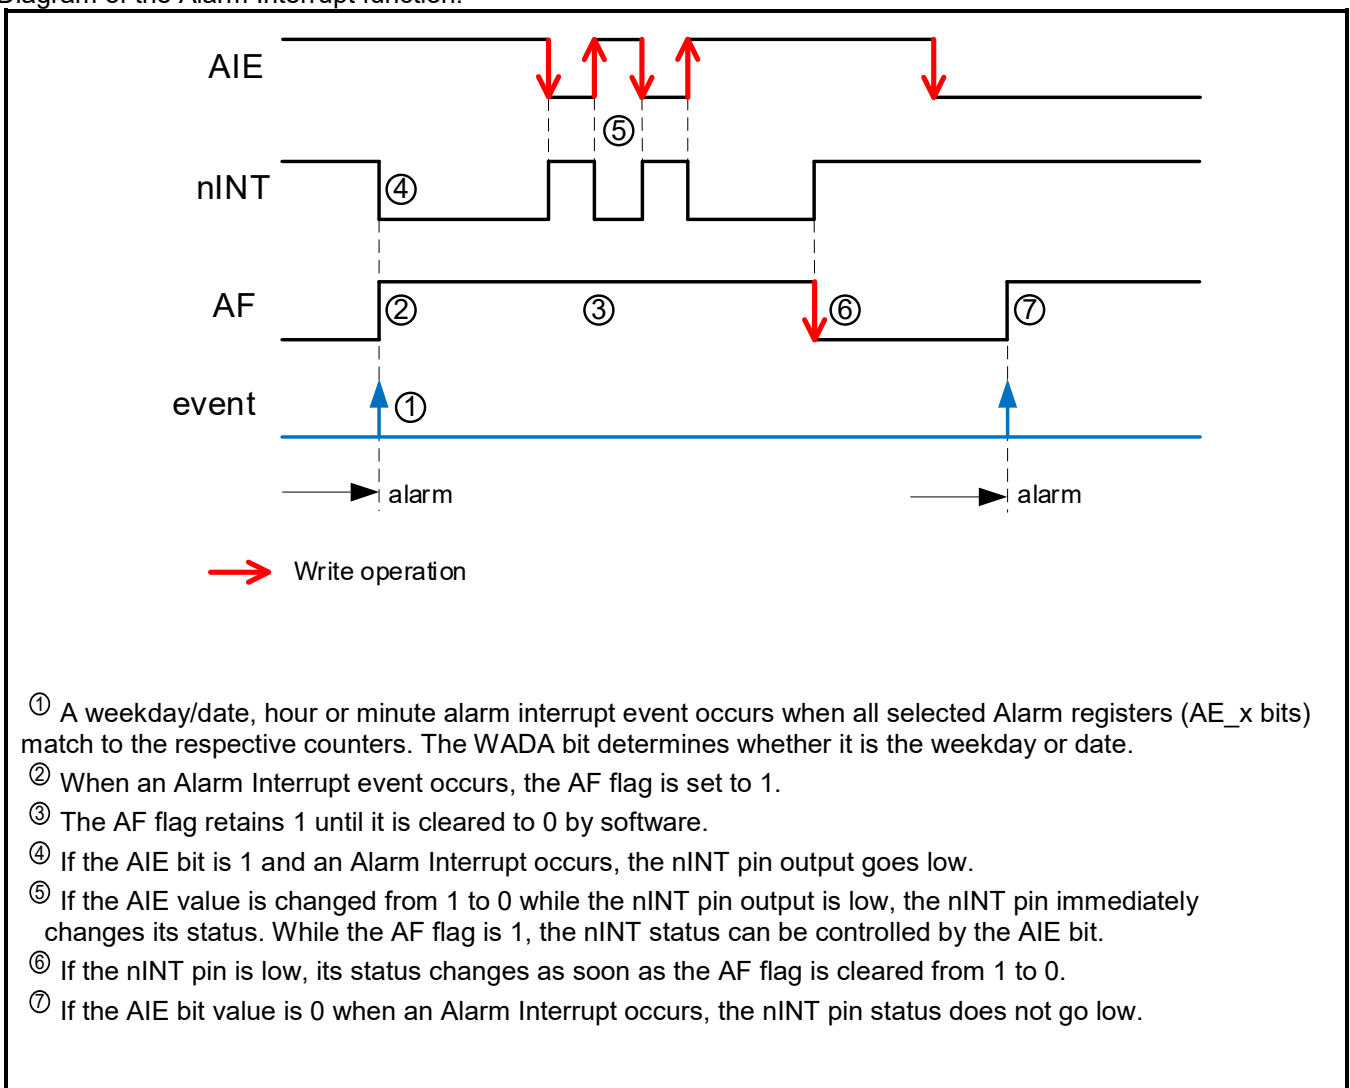 Diagram of the Alarm Interrupt function:
AIE
⑤
nINT
④
AF
② ③ ⑥ ⑦
event
①
alarm alarm
Write operation
① A weekday/date, hour or minute alarm interrupt event occurs when all selected Alarm registers (AE_x bits)
match to the respective counters. The WADA bit determines whether it is the weekday or date.
② When an Alarm Interrupt event occurs, the AF flag is set to 1.
③ The AF flag retains 1 until it is cleared to 0 by software.
④ If the AIE bit is 1 and an Alarm Interrupt occurs, the nINT pin output goes low.
⑤ If the AIE value is changed from 1 to 0 while the nINT pin output is low, the nINT pin immediately
changes its status. While the AF flag is 1, the nINT status can be controlled by the AIE bit.
⑥ If the nINT pin is low, its status changes as soon as the AF flag is cleared from 1 to 0.
⑦ If the AIE bit value is 0 when an Alarm Interrupt occurs, the nINT pin status does not go low.